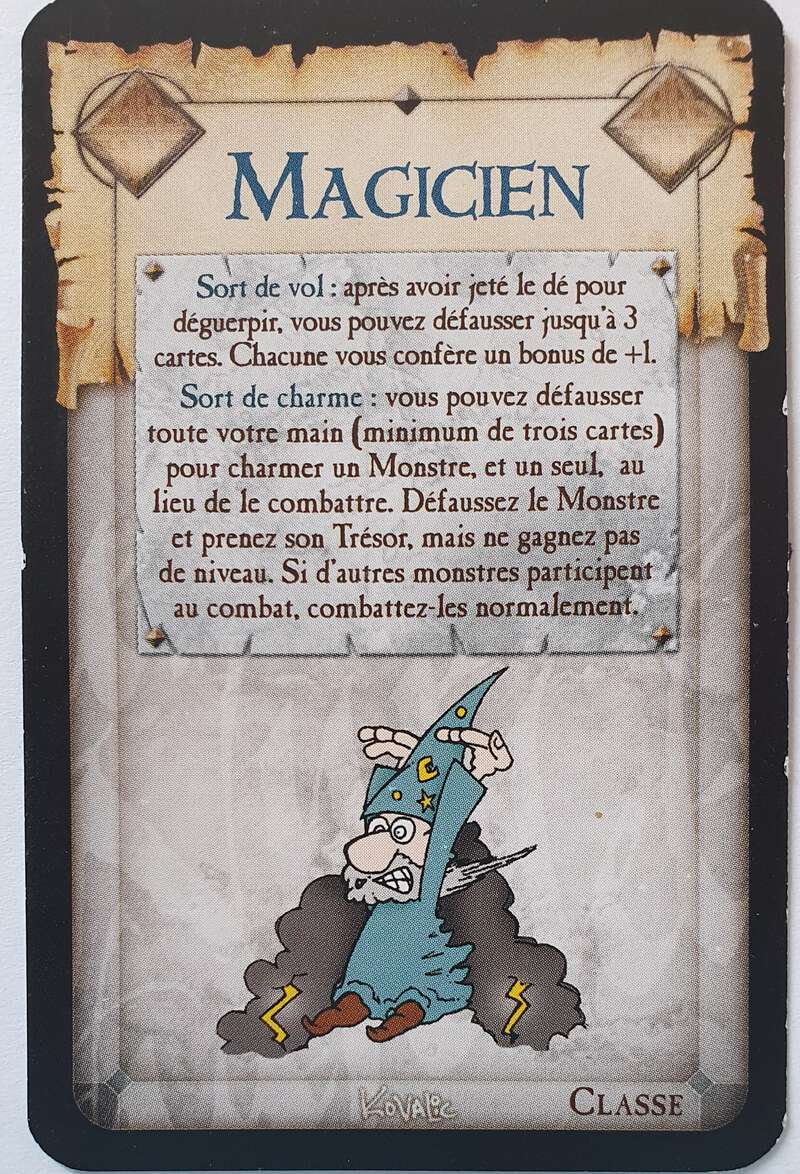 MAGICIEN
Sort de vol : après avoir jeté le dé pour
déguerpir, vous pouvez défausser jusqu'à 3
cartes. Chacune vous confère un bonus de +1.
Sort de charme : vous pouvez défausser
toute votre main (minimum de trois cartes)
pour charmer un Monstre, et un seul, au
lieu de le combattre. Défaussez le Monstre
et prenez son Trésor, mais ne gagnez pas
de niveau. Si d'autres monstres participent
au combat, combattez-les normalement.
KOVALIC
CLASSE